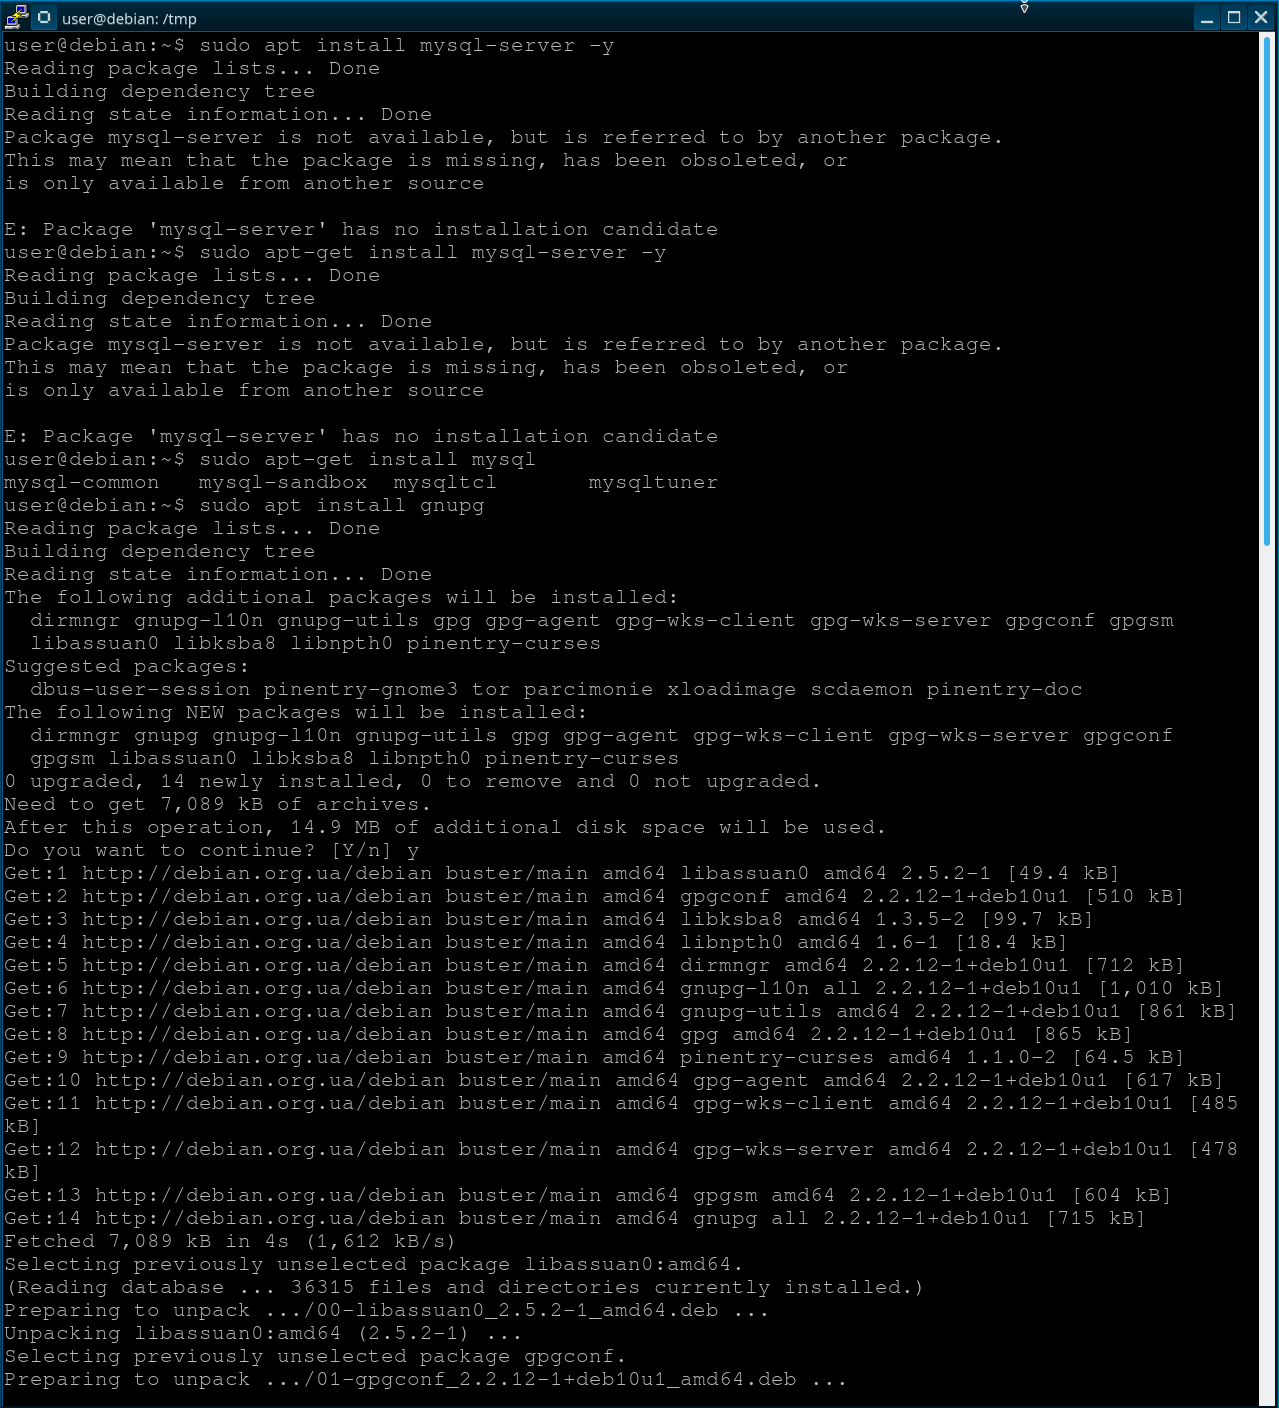 user@debian: /tmp
user@debian:~$ sudo apt install mysql-server -y
Reading package lists... Done
Building dependency tree
Reading state information... Done
Package mysql-server is not available, but is referred to by another package.
This may mean that the package is missing, has been obsoleted, or
is only available from another source
E: Package 'mysql-server' has no installation candidate
user@debian:~$ sudo apt-get install mysql-server -y
Reading package lists... Done
Building dependency tree
Reading state information... Done
Package mysql-server is not available, but is referred to by another package.
This may mean that the package is missing, has been obsoleted, or
is only available from another source
E: Package 'mysql-server' has no installation candidate
user@debian:~$ sudo apt-get install mysql
mysql-common   mysql-sandbox  mysqltcl       mysqltuner
user@debian:~$ sudo apt install gnupg
Reading package lists... Done
Building dependency tree
Reading state information... Done
The following additional packages will be installed:
  dirmngr gnupg-l10n gnupg-utils gpg gpg-agent gpg-wks-client gpg-wks-server gpgconf gpgsm
  libassuan0 libksba8 libnpth0 pinentry-curses
Suggested packages:
  dbus-user-session pinentry-gnome3 tor parcimonie xloadimage scdaemon pinentry-doc
The following NEW packages will be installed:
  dirmngr gnupg gnupg-l10n gnupg-utils gpg gpg-agent gpg-wks-client gpg-wks-server gpgconf
  gpgsm libassuan0 libksba8 libnpth0 pinentry-curses
0 upgraded, 14 newly installed, 0 to remove and 0 not upgraded.
Need to get 7,089 kB of archives.
After this operation, 14.9 MB of additional disk space will be used.
Do you want to continue? [Y/n] y
Get:1 http://debian.org.ua/debian buster/main amd64 libassuan0 amd64 2.5.2-1 [49.4 kB]
Get:2 http://debian.org.ua/debian buster/main amd64 gpgconf amd64 2.2.12-1+deb10u1 [510 kB]
Get:3 http://debian.org.ua/debian buster/main amd64 libksba8 amd64 1.3.5-2 [99.7 kB]
Get:4 http://debian.org.ua/debian buster/main amd64 libnpth0 amd64 1.6-1 [18.4 kB]
Get:5 http://debian.org.ua/debian buster/main amd64 dirmngr amd64 2.2.12-1+deb10u1 [712 kB]
Get:6 http://debian.org.ua/debian buster/main amd64 gnupg-l10n all 2.2.12-1+deb10u1 [1,010 kB]
Get:7 http://debian.org.ua/debian buster/main amd64 gnupg-utils amd64 2.2.12-1+deb10u1 [861 kB]
Get:8 http://debian.org.ua/debian buster/main amd64 gpg amd64 2.2.12-1+deb10u1 [865 kB]
Get:9 http://debian.org.ua/debian buster/main amd64 pinentry-curses amd64 1.1.0-2 [64.5 kB]
Get:10 http://debian.org.ua/debian buster/main amd64 gpg-agent amd64 2.2.12-1+deb10u1 [617 kB]
Get:11 http://debian.org.ua/debian buster/main amd64 gpg-wks-client amd64 2.2.12-1+deb10u1 [485
kB]
Get:12 http://debian.org.ua/debian buster/main amd64 gpg-wks-server amd64 2.2.12-1+deb10u1 [478
kB]
Get:13 http://debian.org.ua/debian buster/main amd64 gpgsm amd64 2.2.12-1+deb10u1 [604 kB]
Get:14 http://debian.org.ua/debian buster/main amd64 gnupg all 2.2.12-1+deb10u1 [715 kB]
Fetched 7,089 kB in 4s (1,612 kB/s)
Selecting previously unselected package libassuan0:amd64.
(Reading database ... 36315 files and directories currently installed.)
Preparing to unpack .../00-libassuan0_2.5.2-1_amd64.deb ...
Unpacking libassuan0:amd64 (2.5.2-1) ...
Selecting previously unselected package gpgconf.
Preparing to unpack .../01-gpgconf_2.2.12-1+deb10u1_amd64.deb ...